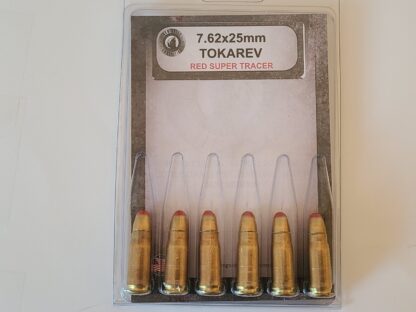 7.62x25mm
TOKAREV
RED SUPER TRACER